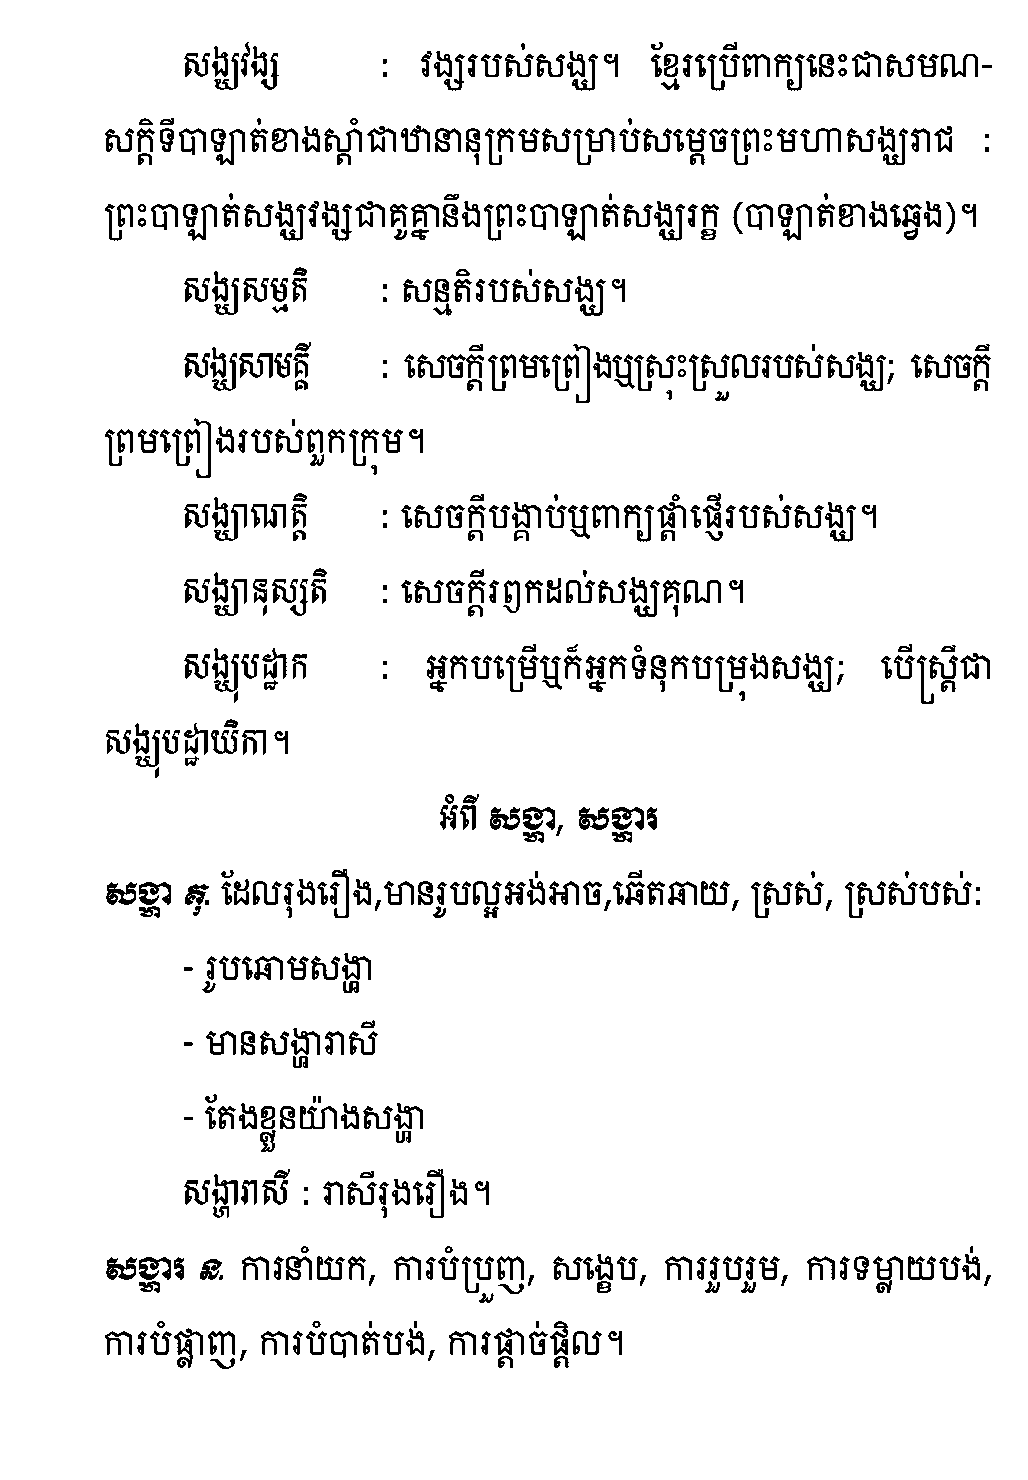 សង្ឃវង្ស : វង្សរបស់សង្ឃ។ ខ្មែរប្រើពាក្យនេះជាសមណ-
សក្តិទីបាឡាត់ខាងស្តាំជាឋានានុក្រមសម្រាប់សម្តេចព្រះមហាសង្ឃរាជ :
ព្រះបាឡាត់សង្ឃវង្សជាគូគ្នានឹងព្រះបាឡាត់សង្ឃរក្ខ (បាឡាត់ខាងឆ្វេង)។
សង្ឃសម្មតិ : សន្មតិរបស់សង្ឃ។
សង្ឃសាមគ្គី : សេចក្តីព្រមព្រៀងឬស្រុះស្រួលរបស់សង្ឃ; សេចក្តី
ព្រមព្រៀងរបស់ពួកក្រុម។
សង្ឃាណត្តិ : សេចក្តីបង្គាប់ឬពាក្យផ្តាំផ្ញើរបស់សង្ឃ។
សង្ឃានុស្សតិ : សេចក្តីរឭកដល់សង្ឃគុណ។
សង្ឃុបដ្ឋាក : អ្នកបម្រើឬក៏អ្នកទំនុកបម្រុងសង្ឃ; បើស្ត្រីជា
សង្ឃុបដ្ឋាយិកា។
អំពី សង្ហា, សង្ហារ
សង្ហា គុ. ដែលរុងរឿង,មានរូបល្អអង់អាច,ឆើតឆាយ, ស្រស់, ស្រស់បស់:
- រូបឆោមសង្ហា
- មានសង្ហារាសី
- តែងខ្លួនយ៉ាងសង្ហា
សង្ហារាសី : រាសីរុងរឿង។
សង្ហារ ន. ការនាំយក, ការបំប្រួញ, សង្ខេប, ការរួបរួម, ការទម្លាយបង់,
ការបំផ្លាញ, ការបំបាត់បង់, ការផ្តាច់ផ្តិល។